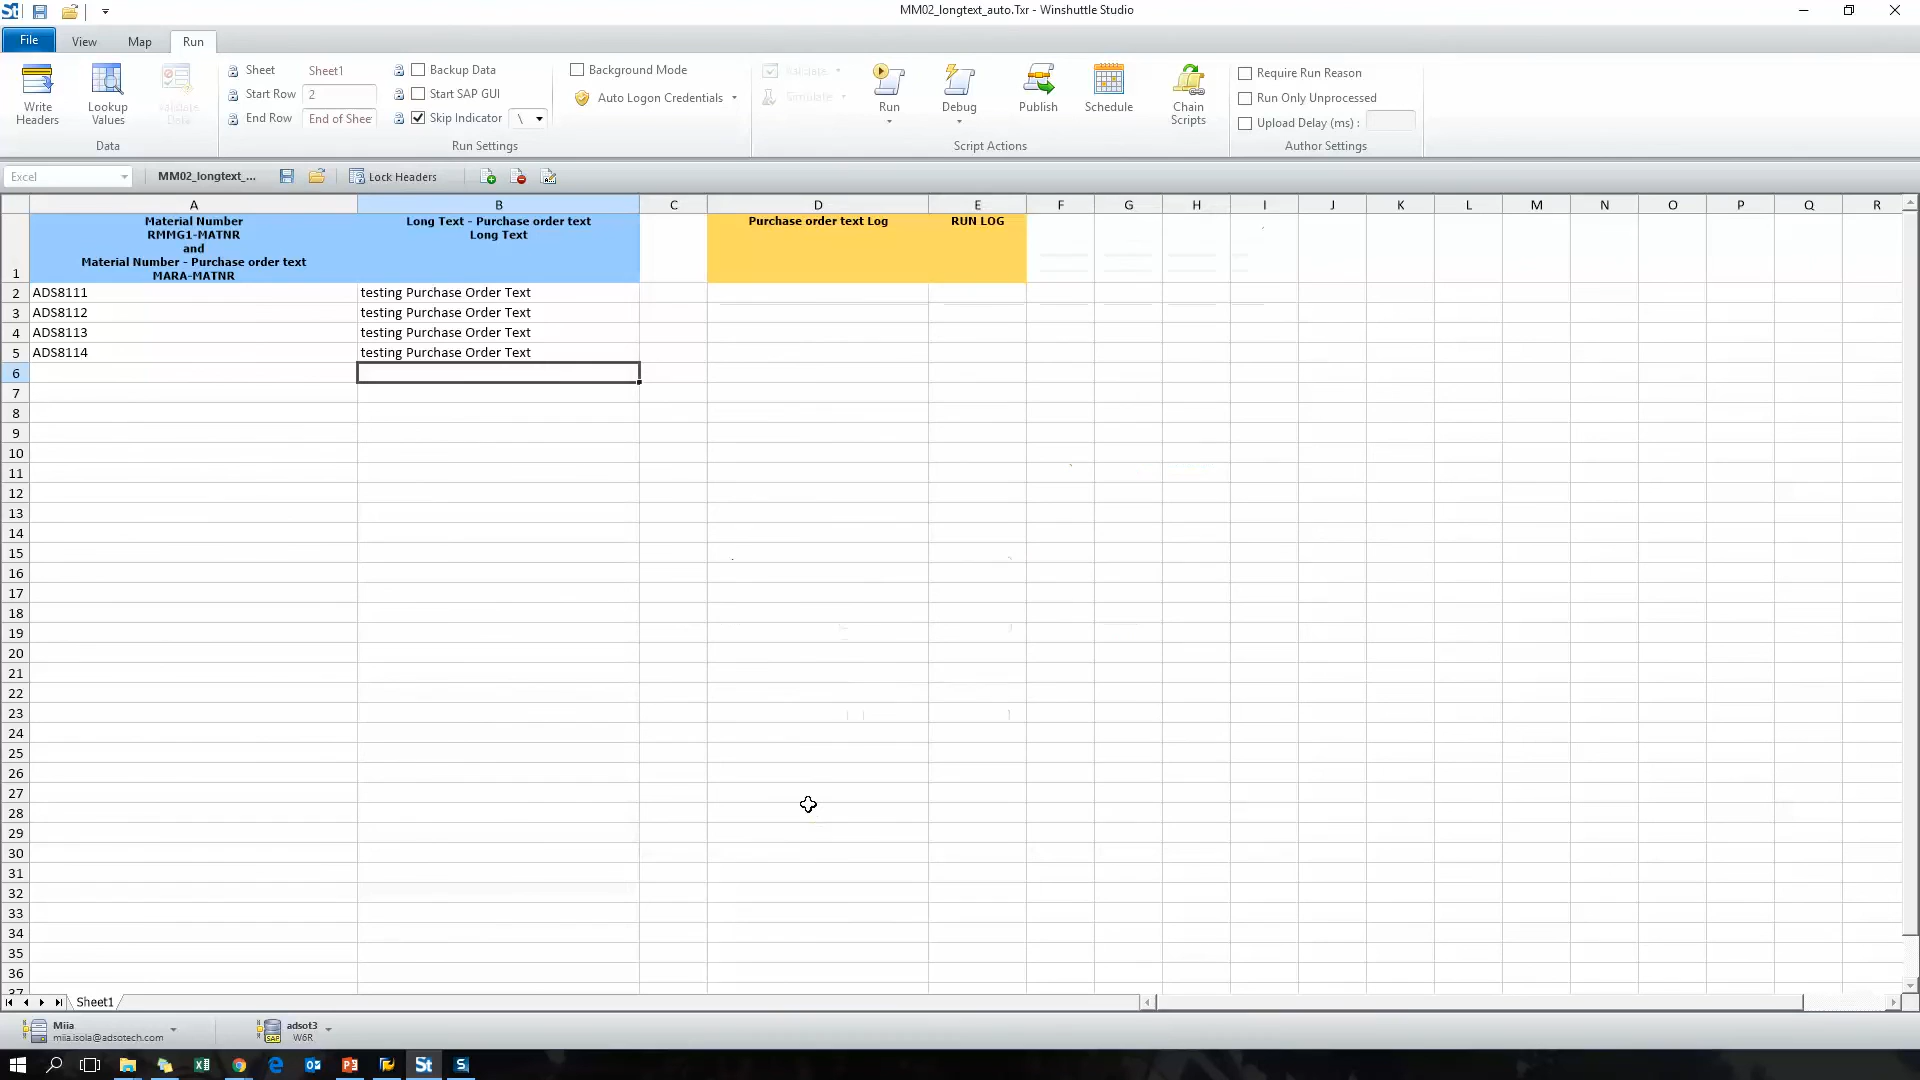 MM02_longtext_auto.Txr - Winshuttle Studio
File View Map Run
Write Headers
Lookup Values
Validate Data
Data
Sheet Sheet1
Start Row 2
End Row End of Shee
Backup Data
Start SAP GUI
Skip Indicator \
Run Settings
Background Mode
Auto Logon Credentials
Validate
Simulate
Run
Debug
Publish
Schedule
Chain Scripts
Script Actions
Require Run Reason
Run Only Unprocessed
Upload Delay (ms) :
Author Settings
Excel MM02_longtext_... Lock Headers
A B C D E F G H I J K L M N O P Q R
1
Material Number
RMMG1-MATNR
and
Material Number - Purchase order text
MARA-MATNR
Long Text - Purchase order text
Long Text
Purchase order text Log
RUN LOG
2 ADS8111 testing Purchase Order Text
3 ADS8112 testing Purchase Order Text
4 ADS8113 testing Purchase Order Text
5 ADS8114 testing Purchase Order Text
6
7
8
9
10
11
12
13
14
15
16
17
18
19
20
21
22
23
24
25
26
27
28
29
30
31
32
33
34
35
36
37
Sheet1
Miia
miia.isola@adsotech.com
adsot3
W6R